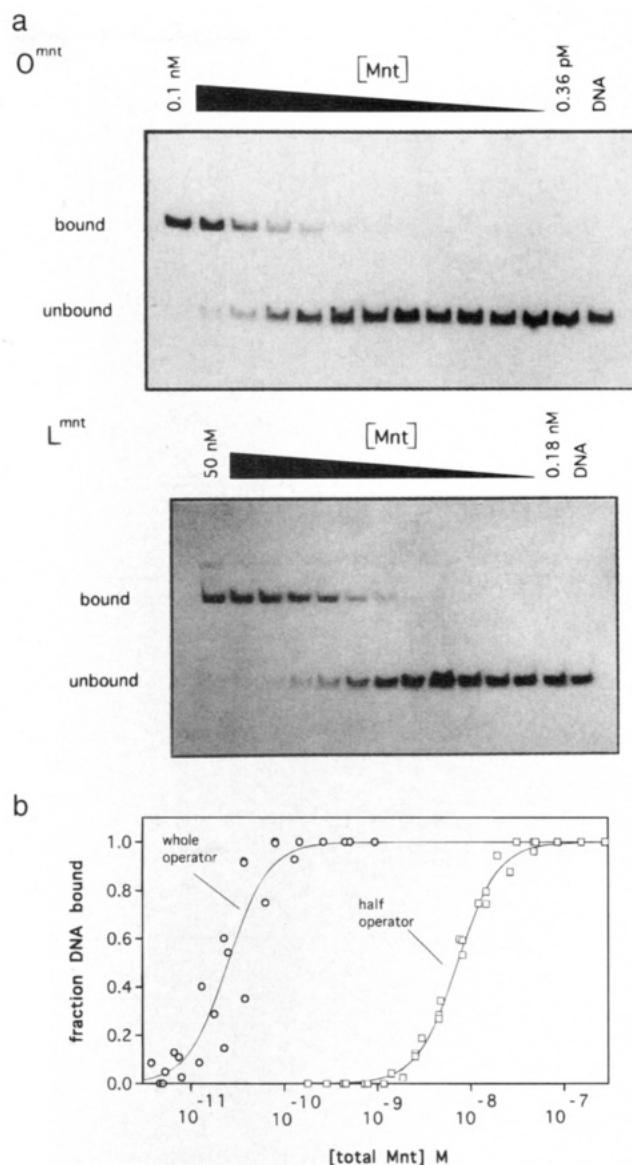 a
O^mnt
0.1 nM
[Mnt]
0.36 pM
DNA
bound
unbound
L^mnt
50 nM
[Mnt]
0.18 nM
DNA
bound
unbound
b
whole
operator
half
operator
fraction DNA bound
1.0
0.8
0.6
0.4
0.2
0.0
10^-11
10^-10
10^-9
10^-8
10^-7
[total Mnt] M